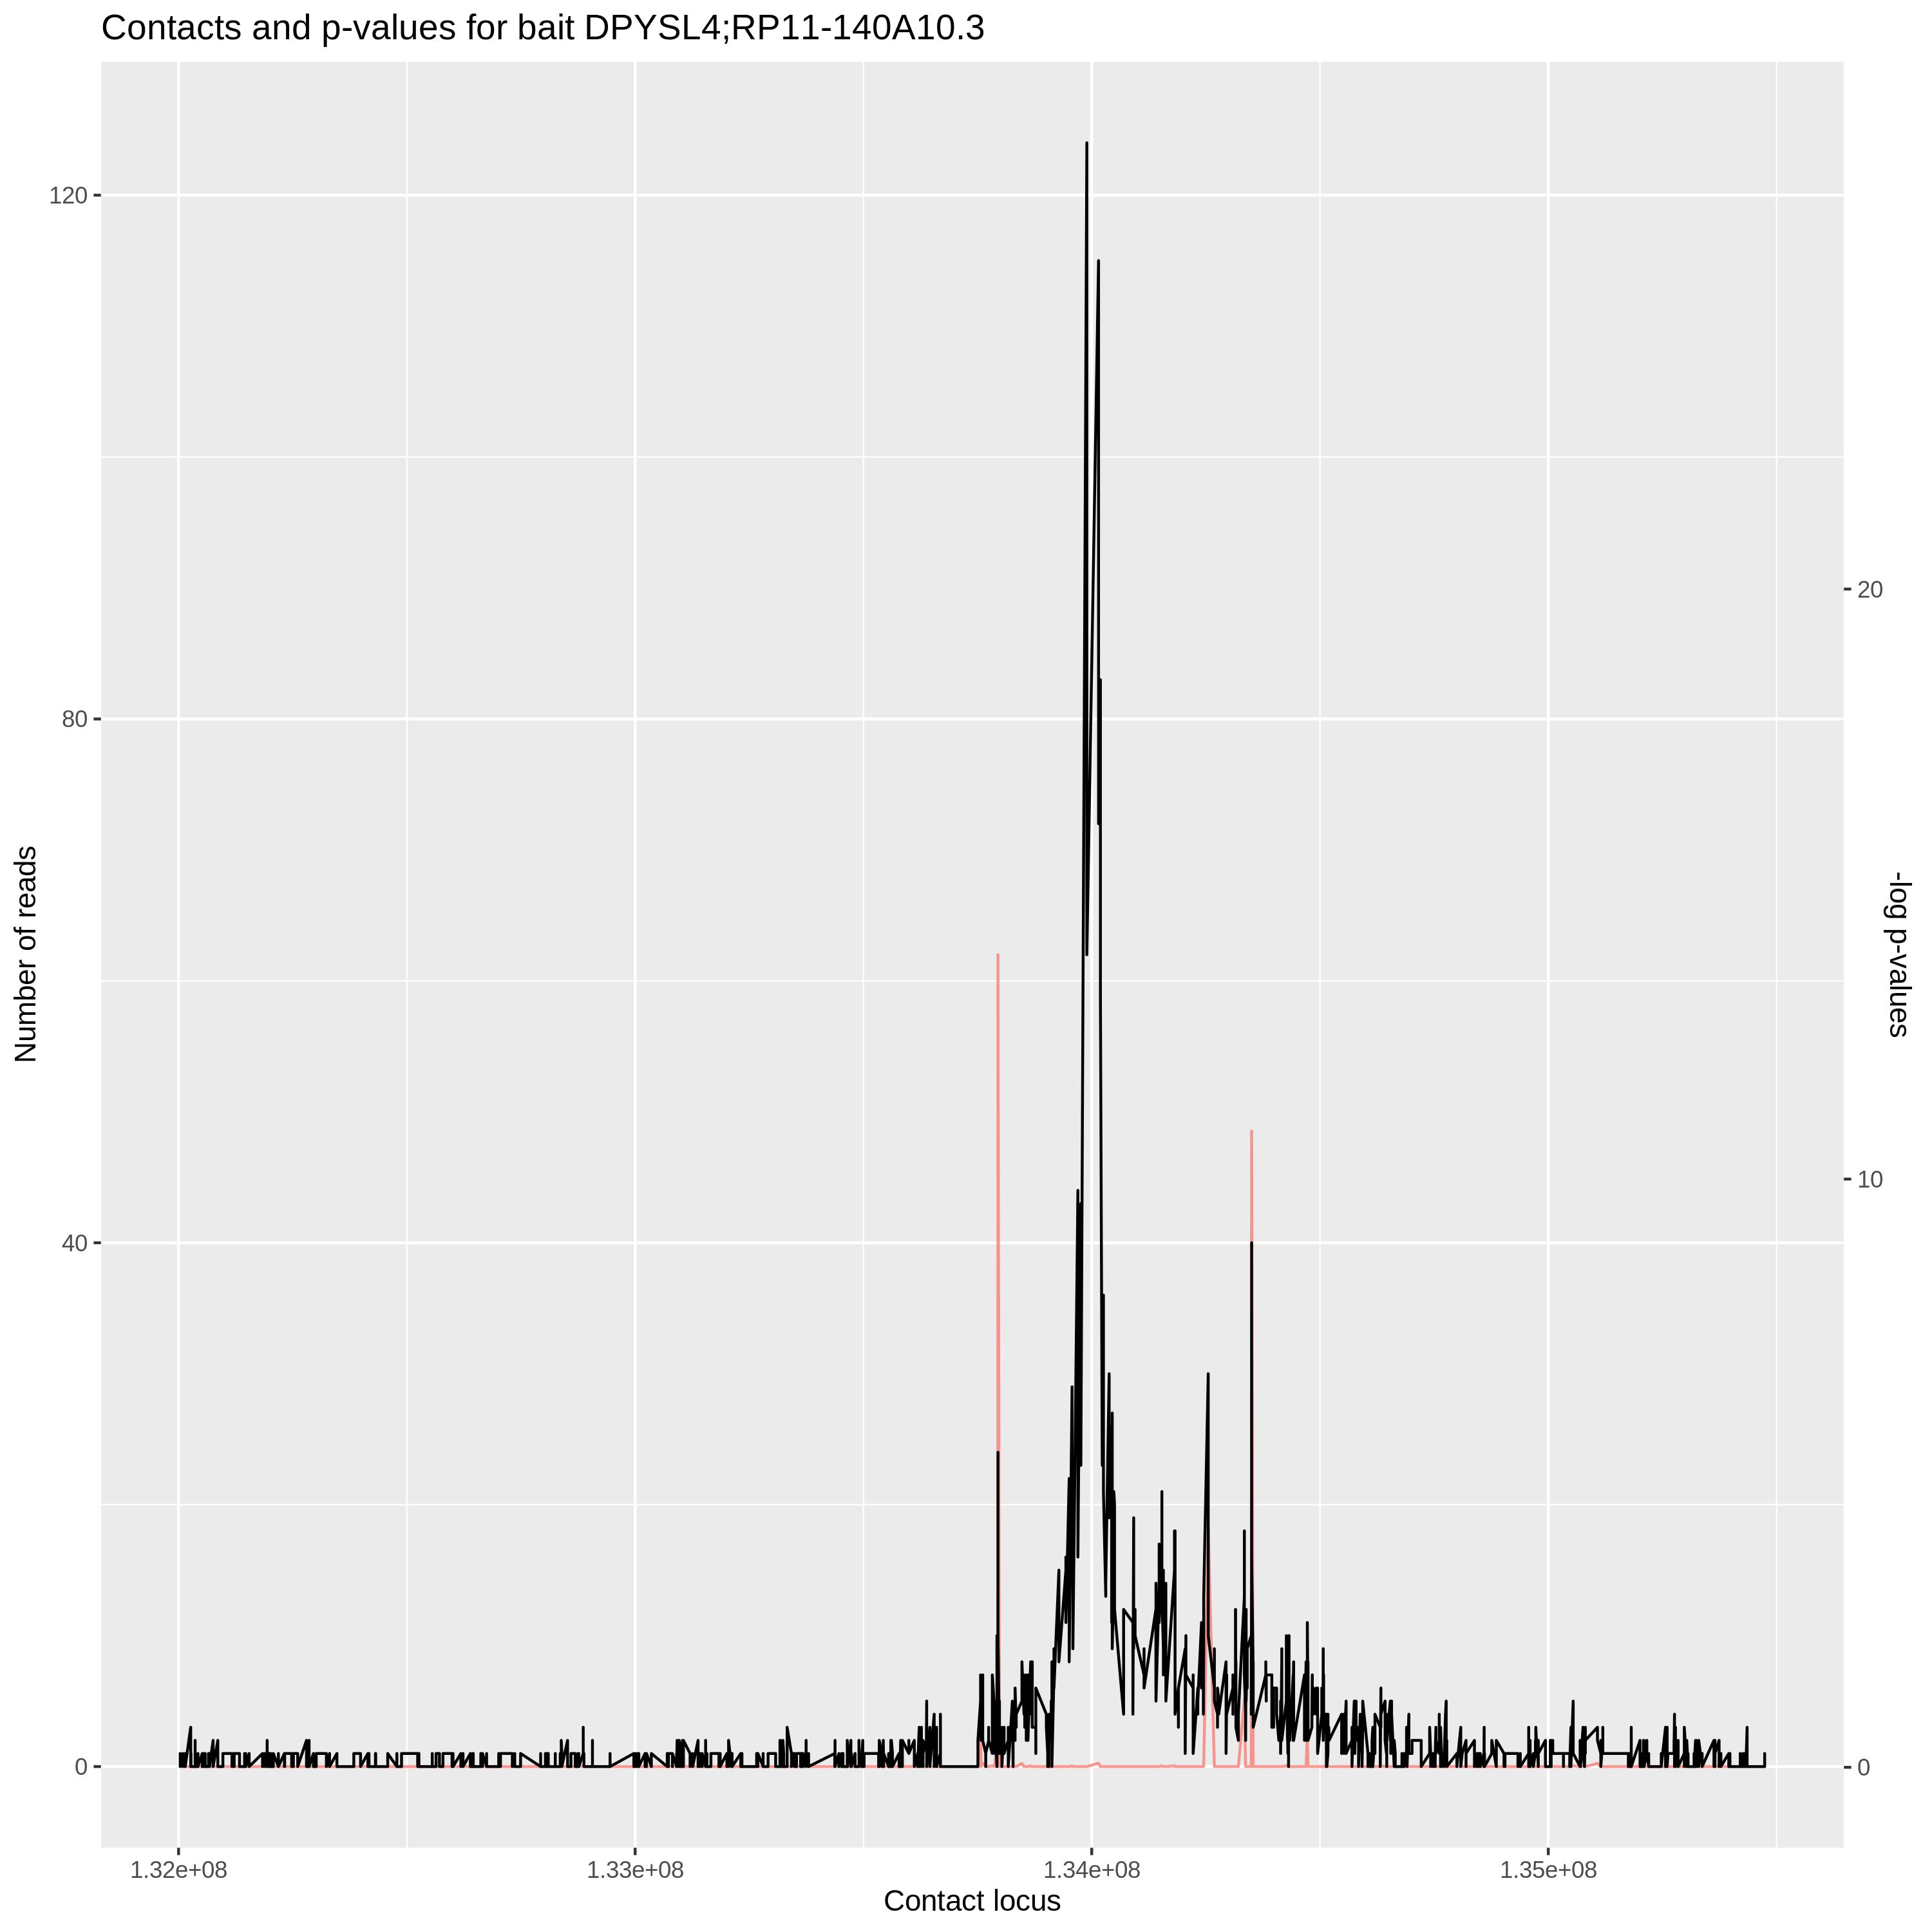 Contacts and p-values for bait DPYSL4;RP11-140A10.3
120
80
40
0
Number of reads
20
10
0
-log p-values
1.32e+08
1.33e+08
1.34e+08
1.35e+08
Contact locus